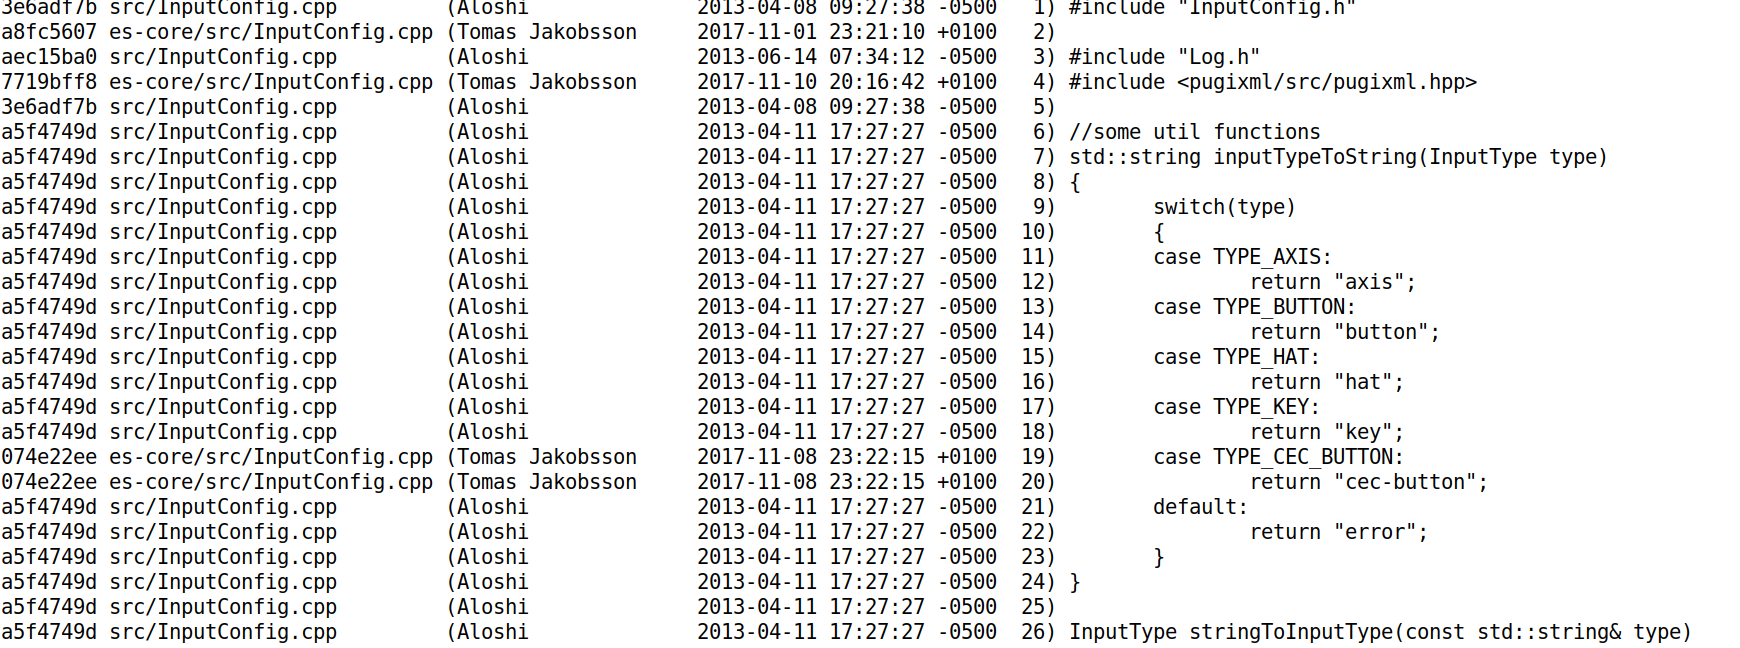 3e6adf7b src/InputConfig.cpp         (Aloshi              2013-04-08 09:27:38 -0500   1) #include "InputConfig.h"
a8fc5607 es-core/src/InputConfig.cpp (Tomas Jakobsson     2017-11-01 23:21:10 +0100   2)
aec15ba0 src/InputConfig.cpp         (Aloshi              2013-06-14 07:34:12 -0500   3) #include "Log.h"
7719bff8 es-core/src/InputConfig.cpp (Tomas Jakobsson     2017-11-10 20:16:42 +0100   4) #include <pugixml/src/pugixml.hpp>
3e6adf7b src/InputConfig.cpp         (Aloshi              2013-04-08 09:27:38 -0500   5)
a5f4749d src/InputConfig.cpp         (Aloshi              2013-04-11 17:27:27 -0500   6) //some util functions
a5f4749d src/InputConfig.cpp         (Aloshi              2013-04-11 17:27:27 -0500   7) std::string inputTypeToString(InputType type)
a5f4749d src/InputConfig.cpp         (Aloshi              2013-04-11 17:27:27 -0500   8) {
a5f4749d src/InputConfig.cpp         (Aloshi              2013-04-11 17:27:27 -0500   9)        switch(type)
a5f4749d src/InputConfig.cpp         (Aloshi              2013-04-11 17:27:27 -0500  10)        {
a5f4749d src/InputConfig.cpp         (Aloshi              2013-04-11 17:27:27 -0500  11)        case TYPE_AXIS:
a5f4749d src/InputConfig.cpp         (Aloshi              2013-04-11 17:27:27 -0500  12)                return "axis";
a5f4749d src/InputConfig.cpp         (Aloshi              2013-04-11 17:27:27 -0500  13)        case TYPE_BUTTON:
a5f4749d src/InputConfig.cpp         (Aloshi              2013-04-11 17:27:27 -0500  14)                return "button";
a5f4749d src/InputConfig.cpp         (Aloshi              2013-04-11 17:27:27 -0500  15)        case TYPE_HAT:
a5f4749d src/InputConfig.cpp         (Aloshi              2013-04-11 17:27:27 -0500  16)                return "hat";
a5f4749d src/InputConfig.cpp         (Aloshi              2013-04-11 17:27:27 -0500  17)        case TYPE_KEY:
a5f4749d src/InputConfig.cpp         (Aloshi              2013-04-11 17:27:27 -0500  18)                return "key";
074e22ee es-core/src/InputConfig.cpp (Tomas Jakobsson     2017-11-08 23:22:15 +0100  19)        case TYPE_CEC_BUTTON:
074e22ee es-core/src/InputConfig.cpp (Tomas Jakobsson     2017-11-08 23:22:15 +0100  20)                return "cec-button";
a5f4749d src/InputConfig.cpp         (Aloshi              2013-04-11 17:27:27 -0500  21)        default:
a5f4749d src/InputConfig.cpp         (Aloshi              2013-04-11 17:27:27 -0500  22)                return "error";
a5f4749d src/InputConfig.cpp         (Aloshi              2013-04-11 17:27:27 -0500  23)        }
a5f4749d src/InputConfig.cpp         (Aloshi              2013-04-11 17:27:27 -0500  24) }
a5f4749d src/InputConfig.cpp         (Aloshi              2013-04-11 17:27:27 -0500  25)
a5f4749d src/InputConfig.cpp         (Aloshi              2013-04-11 17:27:27 -0500  26) InputType stringToInputType(const std::string& type)